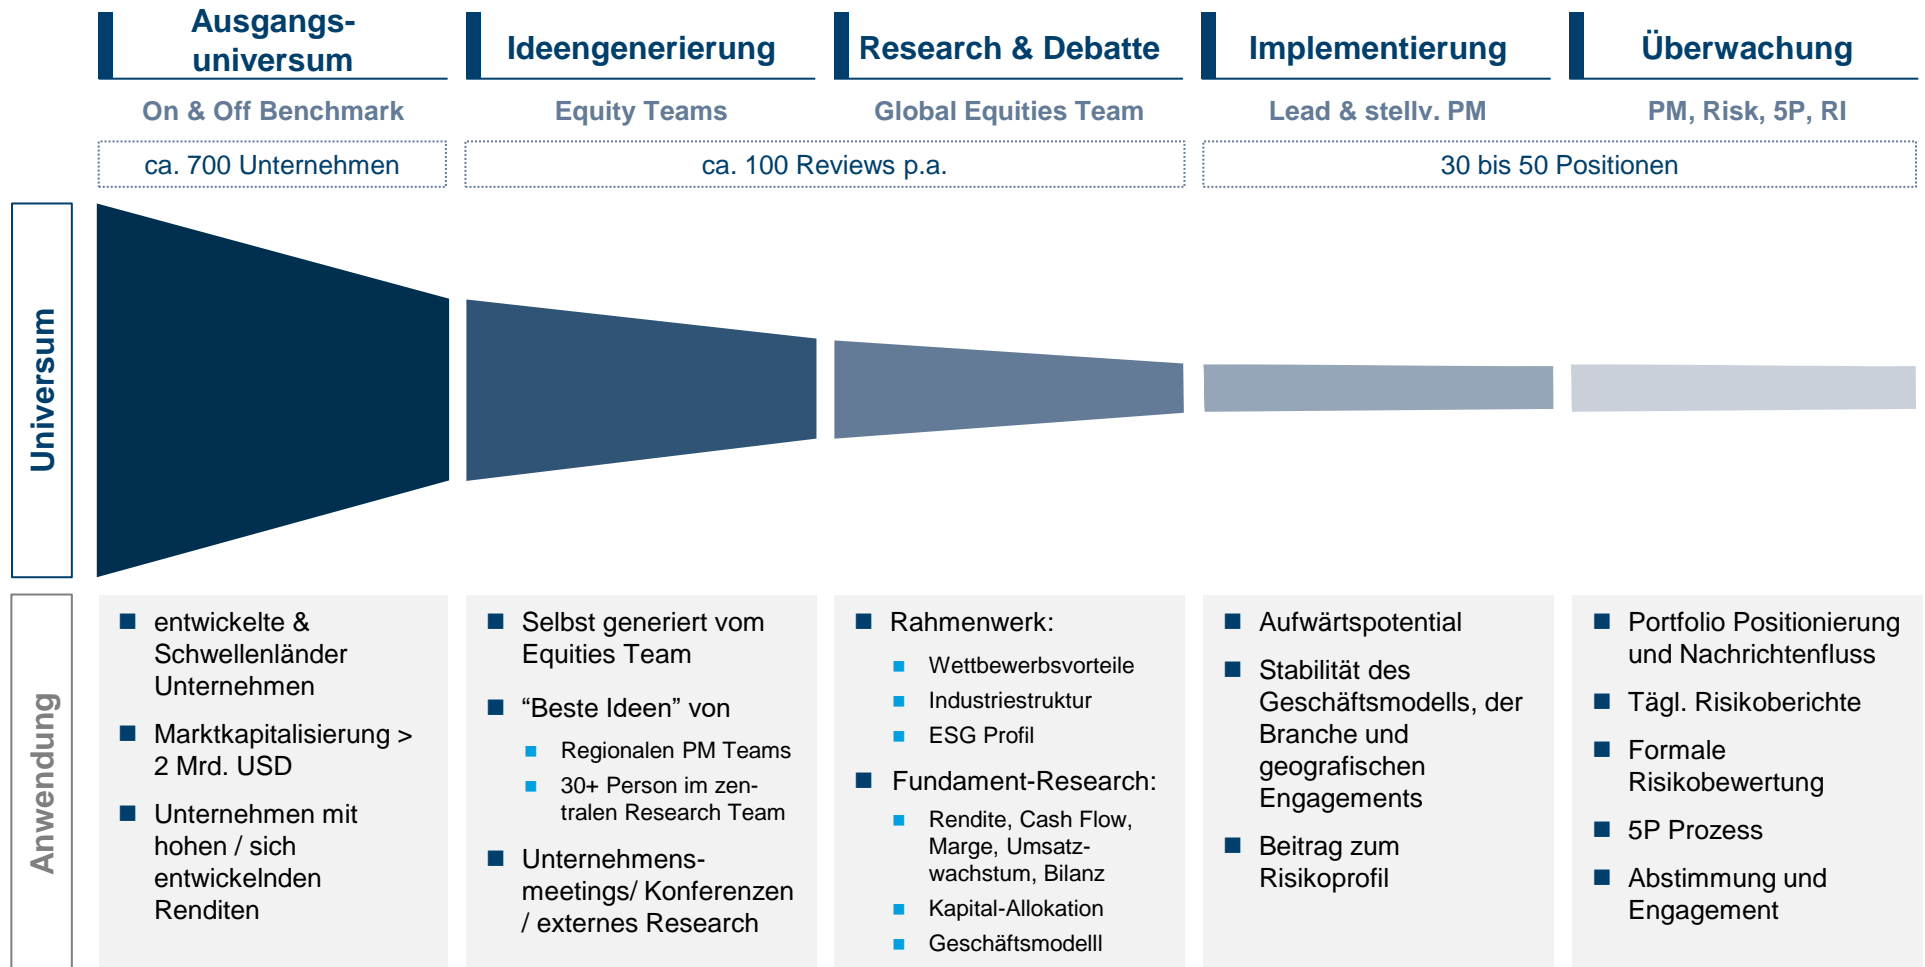 Ausgangs-
universum
Ideengenerierung
Research & Debatte
Implementierung
Überwachung
On & Off Benchmark
Equity Teams
Global Equities Team
Lead & stellv. PM
PM, Risk, 5P, RI
ca. 700 Unternehmen
ca. 100 Reviews p.a.
30 bis 50 Positionen
Universum
Anwendung
entwickelte &
Schwellenländer
Unternehmen
Marktkapitalisierung >
2 Mrd. USD
Unternehmen mit
hohen / sich
entwickelnden
Renditen
Selbst generiert vom
Equities Team
“Beste Ideen” von
Regionalen PM Teams
30+ Person im zen-
tralen Research Team
Unternehmens-
meetings/ Konferenzen
/ externes Research
Rahmenwerk:
Wettbewerbsvorteile
Industriestruktur
ESG Profil
Fundament-Research:
Rendite, Cash Flow,
Marge, Umsatz-
wachstum, Bilanz
Kapital-Allokation
Geschäftsmodelll
Aufwärtspotential
Stabilität des
Geschäftsmodells, der
Branche und
geografischen
Engagements
Beitrag zum
Risikoprofil
Portfolio Positionierung
und Nachrichtenfluss
Tägl. Risikoberichte
Formale
Risikobewertung
5P Prozess
Abstimmung und
Engagement